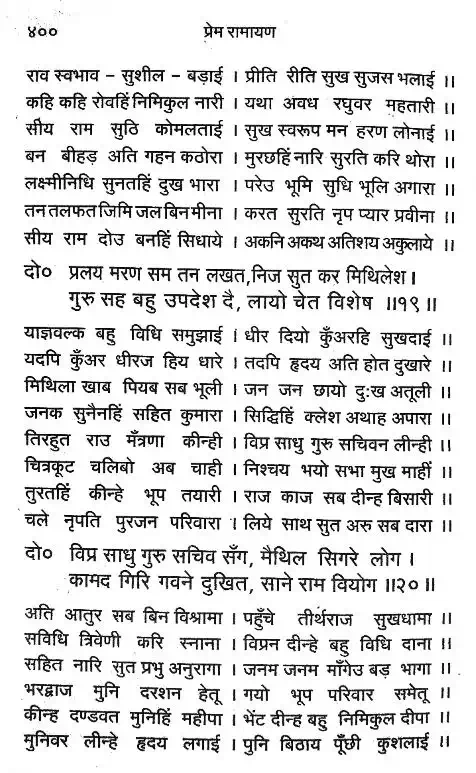 ४०० प्रेम रामायण
राव स्वभाव - सुशील - बड़ाई । प्रीति रीति सुख सुजस भलाई ॥
कहि कहि रोवहिं निमिकुल नारी । यथा अवध रघुवर महतारी ॥
सीय राम सुठि कोमलताई । सुख स्वरूप मन हरण लोनाई ॥
बन बीहड़ अति गहन कठोरा । मुरछहिं नारि सुरति करि थोरा ॥
लक्ष्मीनिधि सुनतहिं दुख भारा । परेउ भूमि सुधि भूलि अगारा ॥
तन तलफत जिमि जल बिन मीना । करत सुरति नृप प्यार प्रवीना ॥
सीय राम दोउ बनहिं सिधाये । अकनि अकथ अतिशय अकुलाये ॥
दो० प्रलय मरण सम तन लखत, निज सुत कर मिथिलेश ।
गुरु सह बहु उपदेश दै, लायो चेत विशेष ॥१९॥
याज्ञवल्क बहु विधि समुझाई । धीर दियो कुँअरहि सुखदाई ॥
यदपि कुँअर धीरज हिय धारे । तदपि हृदय अति होत दुखारे ॥
मिथिला खाब पियब सब भूली । जन जन छायो दुःख अतूली ॥
जनक सुनैनहिं सहित कुमारा । सिद्धिहिं क्लेश अथाह अपारा ॥
तिरहुत राउ मँत्रणा कीन्ही । विप्र साधु गुरु सचिवन लीन्ही ॥
चित्रकूट चलिबो अब चाही । निश्चय भयो सभा मुख माहीं ॥
तुरतहिं कीन्हे भूप तयारी । राज काज सब दीन्ह बिसारी ॥
चले नृपति पुरजन परिवारा । लिये साथ सुत अरु सब दारा ॥
दो० विप्र साधु गुरु सचिव सँग, मैथिल सिगरे लोग ।
कामद गिरि गवने दुखित, साने राम वियोग ॥२०॥
अति आतुर सब बिन विश्रामा । पहुँचे तीर्थराज सुखधामा ॥
सविधि त्रिवेणी करि स्नाना । विप्रन दीन्हे बहु विधि दाना ॥
सहित नारि सुत प्रभु अनुरागा । जनम जनम माँगेउ बड़ भागा ॥
भरद्वाज मुनि दरशन हेतू । गयो भूप परिवार समेतू ॥
कीन्ह दण्डवत मुनिहिं महीपा । भेंट दीन्ह बहु निमिकुल दीपा ॥
मुनिवर लीन्हे हृदय लगाई । पुनि बिठाय पूँछी कुशलाई ॥